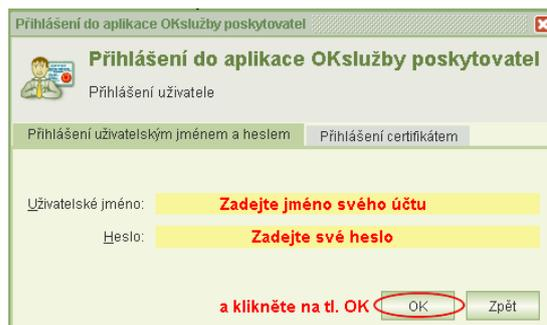 Přihlášení do aplikace OKslužby poskytovatel
Přihlášení do aplikace OKslužby poskytovatel
Přihlášení uživatele
Přihlášení uživatelským jménem a heslem Přihlášení certifikátem
Uživatelské jméno: Zadejte jméno svého účtu
Heslo: Zadejte své heslo
a klikněte na tl. OK OK Zpět